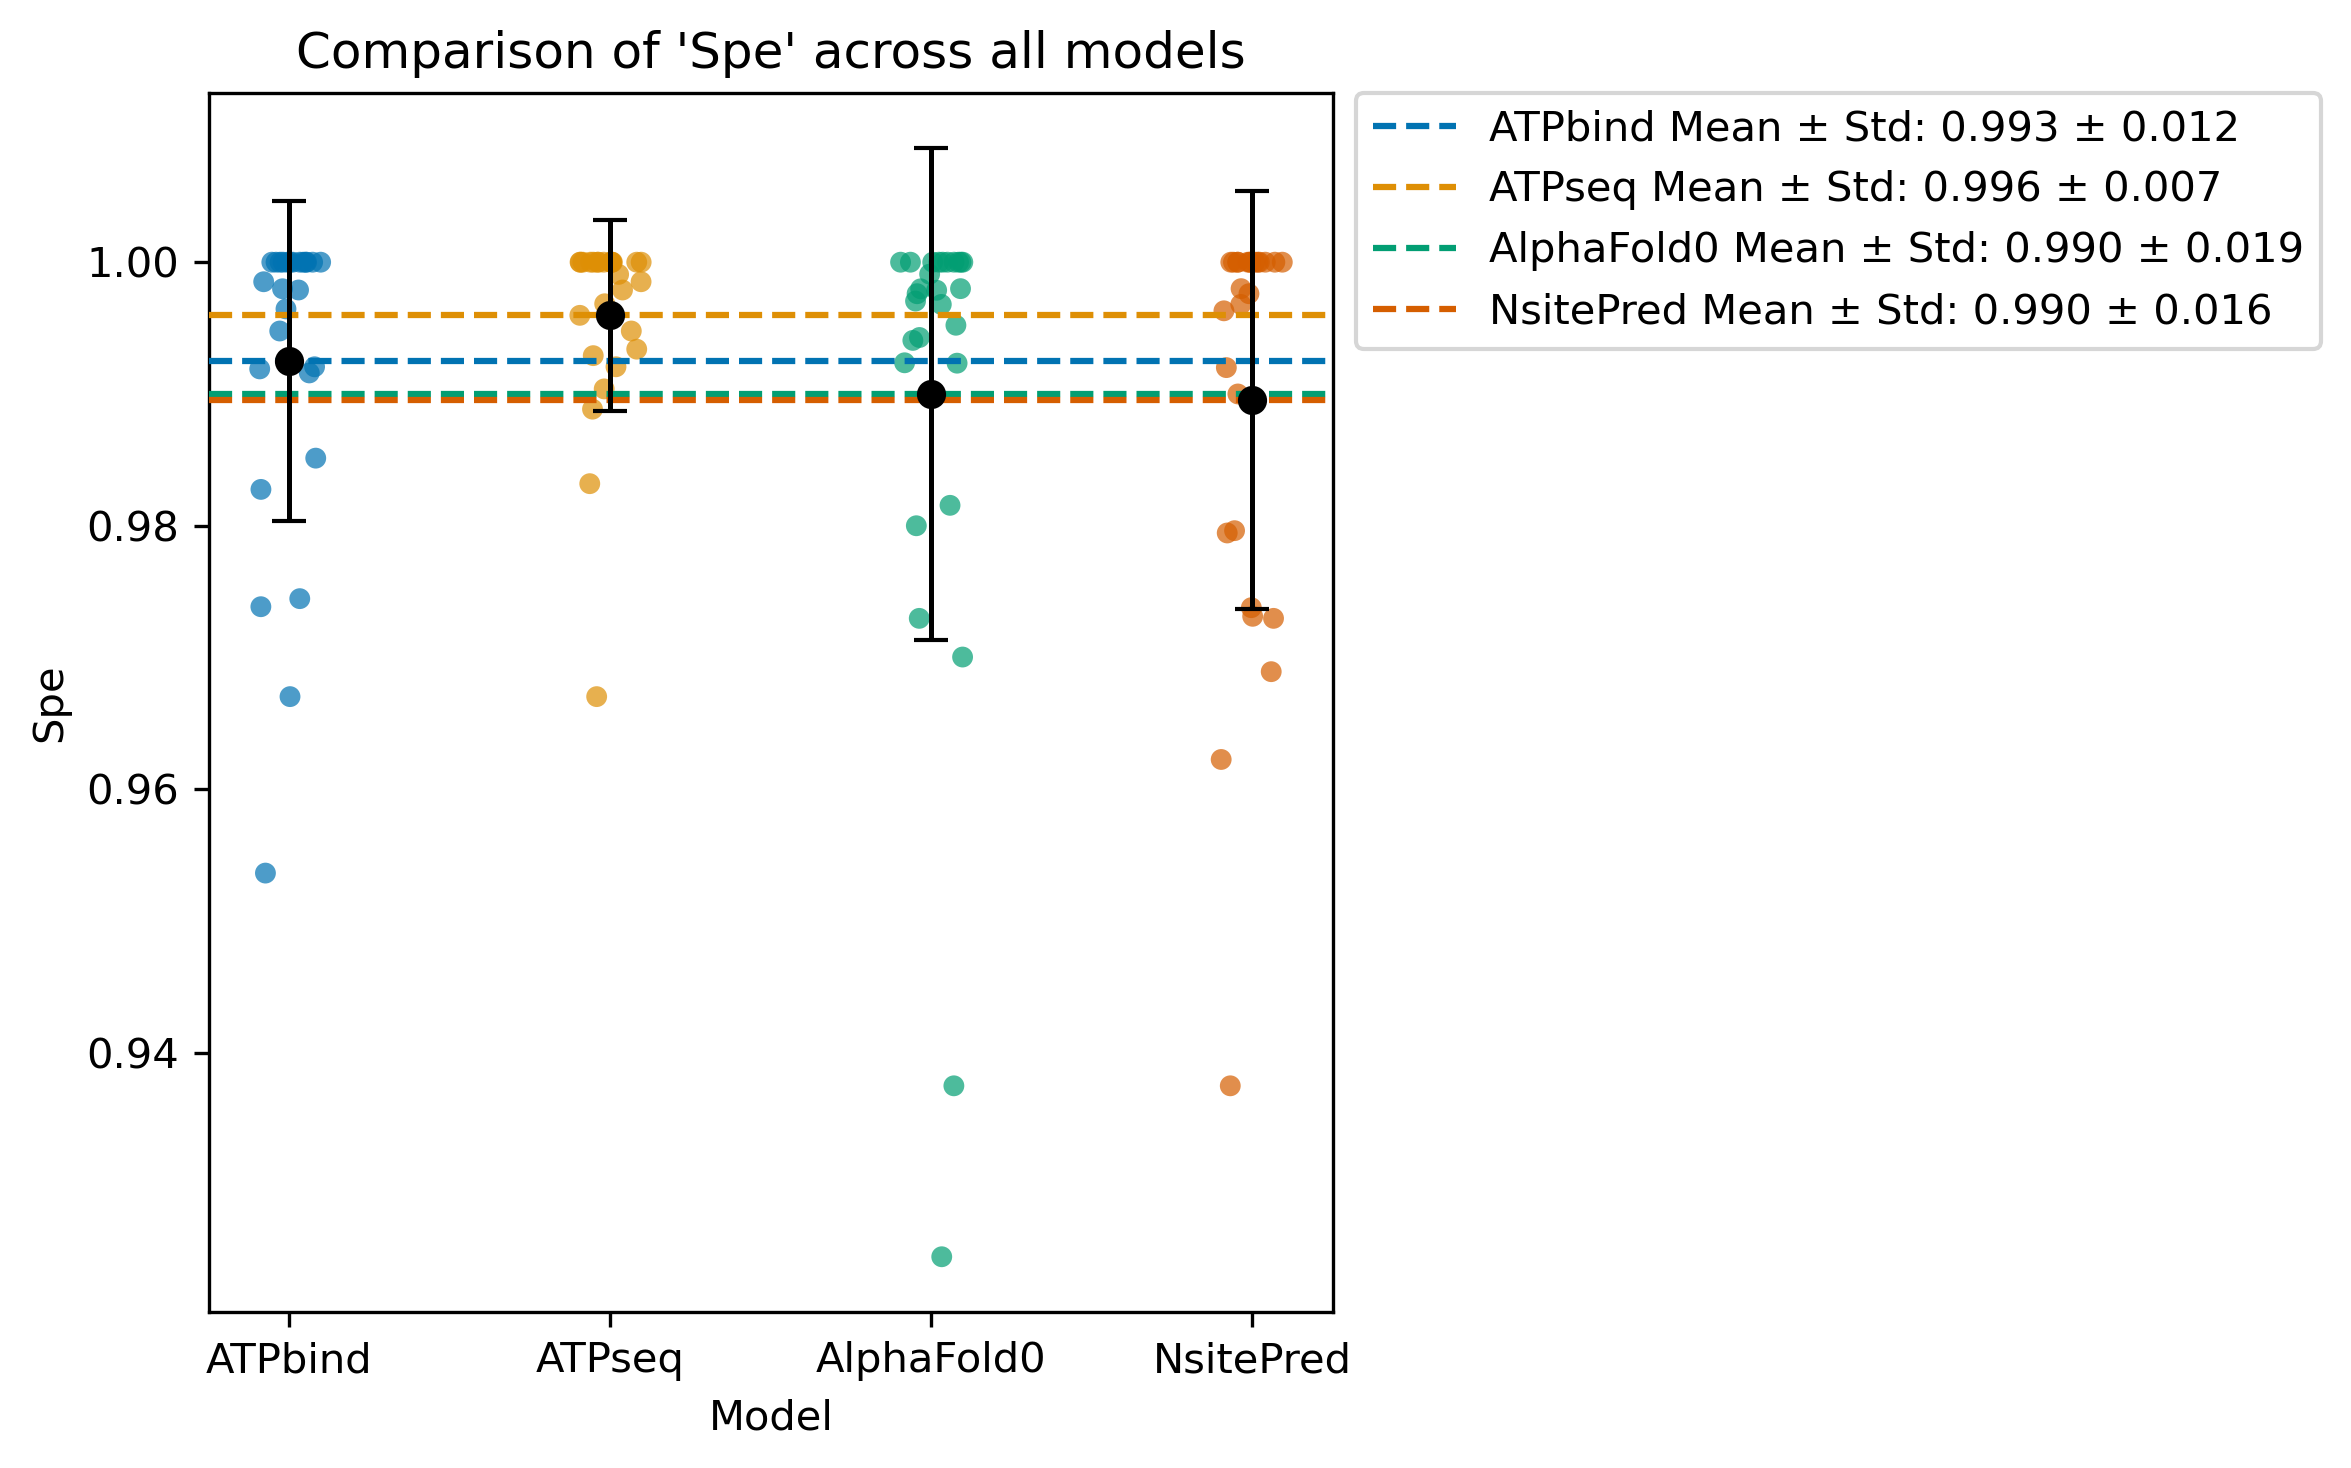 Comparison of 'Spe' across all models
ATPbind Mean ± Std: 0.993 ± 0.012
ATPseq Mean ± Std: 0.996 ± 0.007
AlphaFold0 Mean ± Std: 0.990 ± 0.019
NsitePred Mean ± Std: 0.990 ± 0.016
1.00
0.98
0.96
0.94
Spe
ATPbind
ATPseq
AlphaFold0
NsitePred
Model